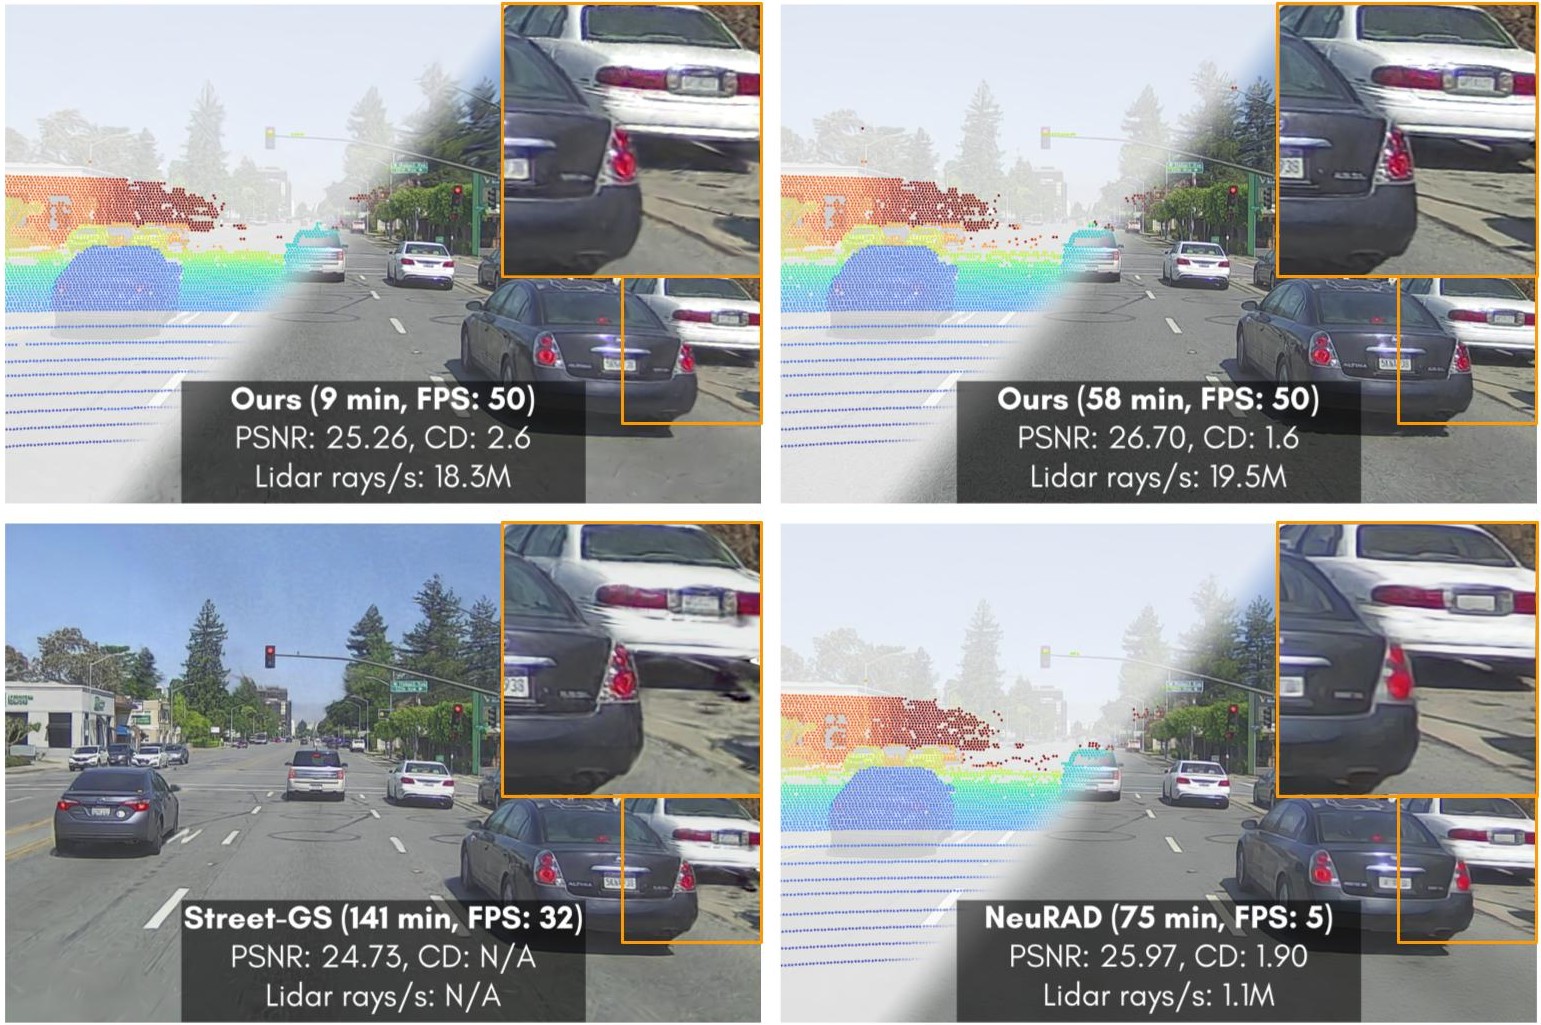 Ours (9 min, FPS: 50)
PSNR: 25.26, CD: 2.6
Lidar rays/s: 18.3M
Ours (58 min, FPS: 50)
PSNR: 26.70, CD: 1.6
Lidar rays/s: 19.5M
Street-GS (141 min, FPS: 32)
PSNR: 24.73, CD: N/A
Lidar rays/s: N/A
NeuRAD (75 min, FPS: 5)
PSNR: 25.97, CD: 1.90
Lidar rays/s: 1.1M